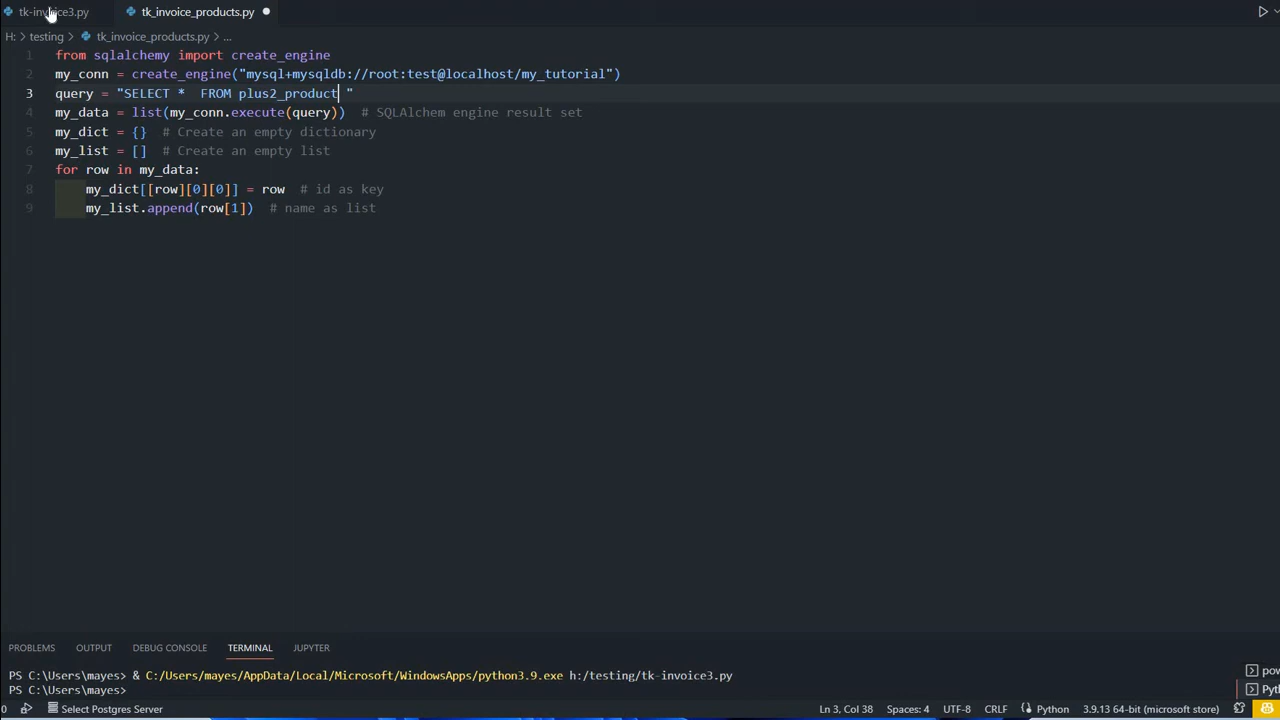 tk-invoice3.py tk_invoice_products.py
H: > testing > tk_invoice_products.py > ...
1 from sqlalchemy import create_engine
2 my_conn = create_engine("mysql+mysqldb://root:test@localhost/my_tutorial")
3 query = "SELECT *  FROM plus2_product "
4 my_data = list(my_conn.execute(query))  # SQLAlchem engine result set
5 my_dict = {}  # Create an empty dictionary
6 my_list = []  # Create an empty list
7 for row in my_data:
8     my_dict[[row][0][0]] = row  # id as key
9     my_list.append(row[1])  # name as list
PROBLEMS OUTPUT DEBUG CONSOLE TERMINAL JUPYTER
PS C:\Users\mayes> & C:/Users/mayes/AppData/Local/Microsoft/WindowsApps/python3.9.exe h:/testing/tk-invoice3.py
PS C:\Users\mayes>
pow
Pyt
0 Select Postgres Server Ln 3, Col 38 Spaces: 4 UTF-8 CRLF Python 3.9.13 64-bit (microsoft store)